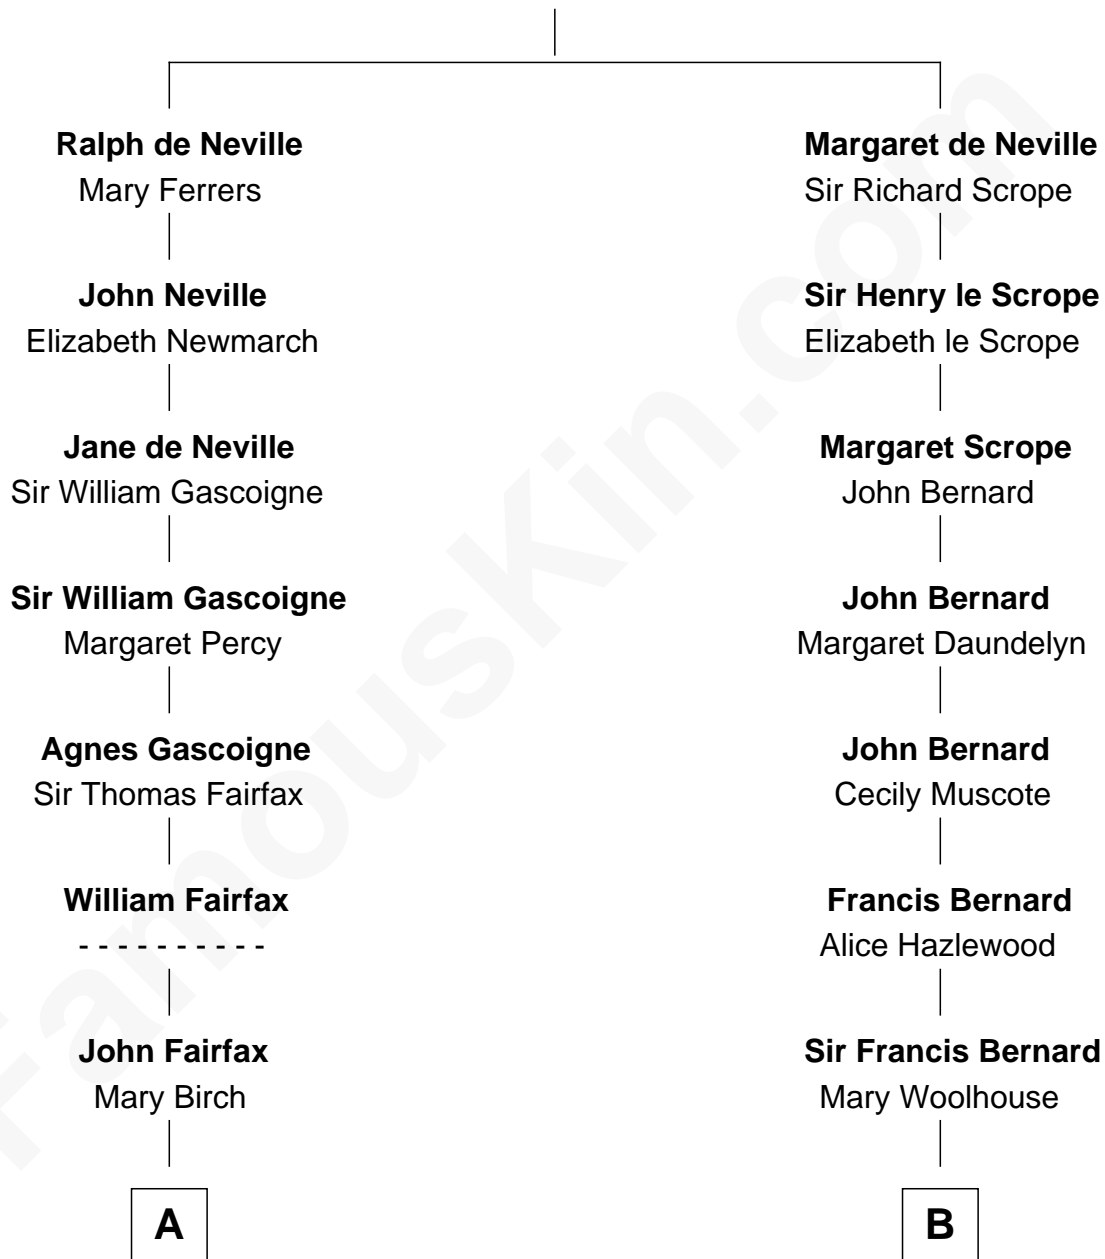 Ralph de Neville
Mary Ferrers
John Neville
Elizabeth Newmarch
Jane de Neville
Sir William Gascoigne
Sir William Gascoigne
Margaret Percy
Agnes Gascoigne
Sir Thomas Fairfax
William Fairfax
- - - - - - - - - -
John Fairfax
Mary Birch
A
Margaret de Neville
Sir Richard Scrope
Sir Henry le Scrope
Elizabeth le Scrope
Margaret Scrope
John Bernard
John Bernard
Margaret Daundelyn
John Bernard
Cecily Muscote
Francis Bernard
Alice Hazlewood
Sir Francis Bernard
Mary Woolhouse
B
FamousKin.com